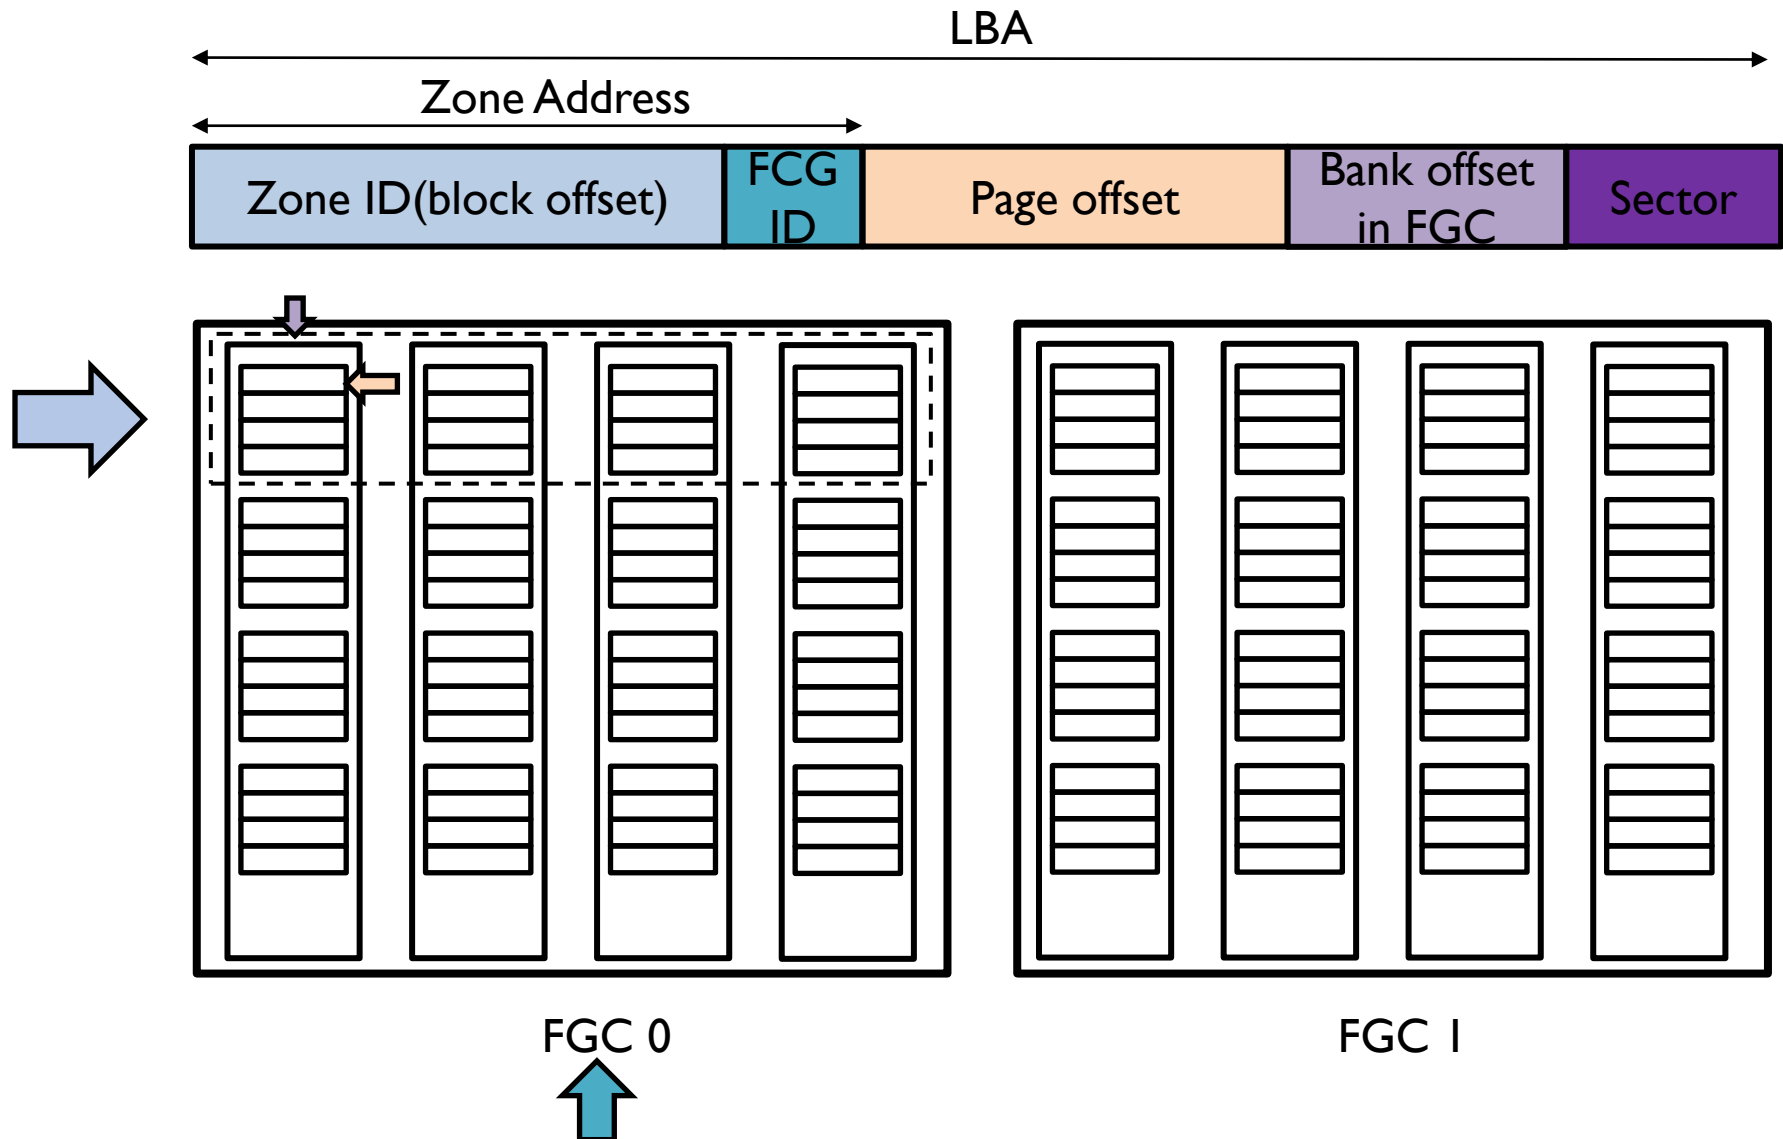 LBA
Zone Address
Zone ID(block offset)
FCG
ID
Page offset
Bank offset
in FGC
Sector
FGC 0
FGC 1